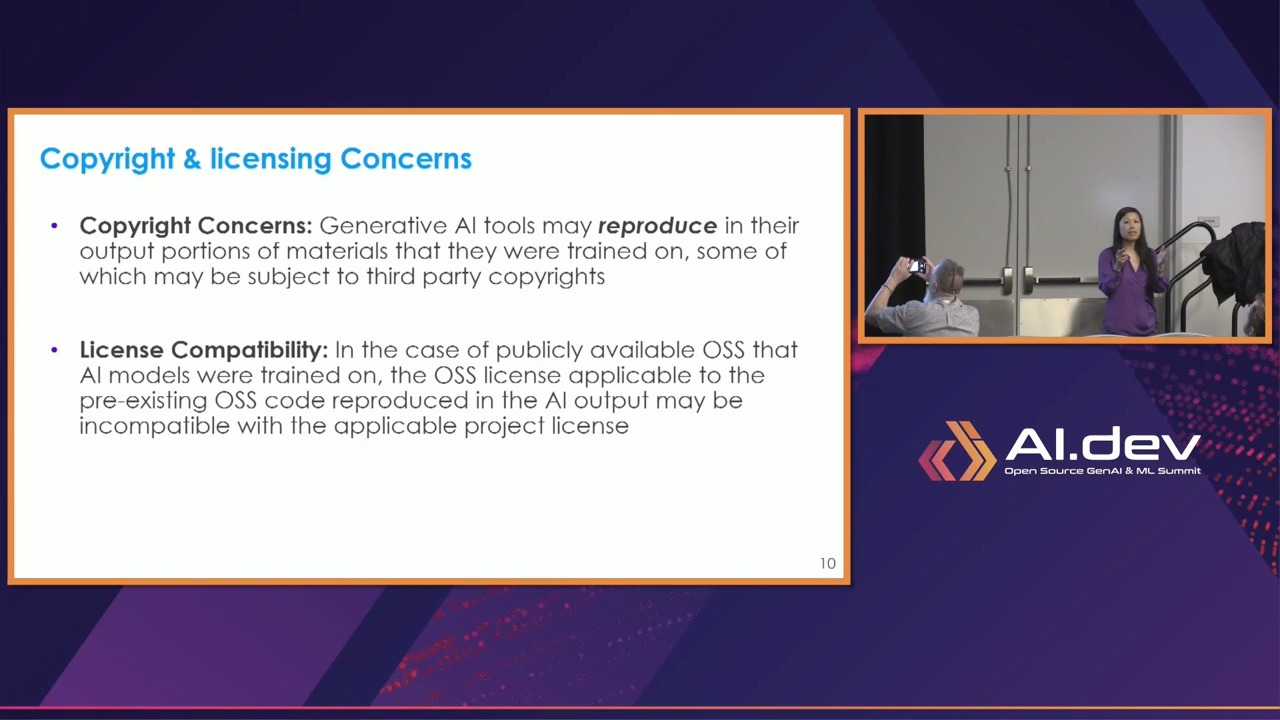 Copyright & licensing Concerns
• Copyright Concerns: Generative AI tools may reproduce in their
output portions of materials that they were trained on, some of
which may be subject to third party copyrights
• License Compatibility: In the case of publicly available OSS that
AI models were trained on, the OSS license applicable to the
pre-existing OSS code reproduced in the AI output may be
incompatible with the applicable project license
10
AI.dev
Open Source GenAI & ML Summit